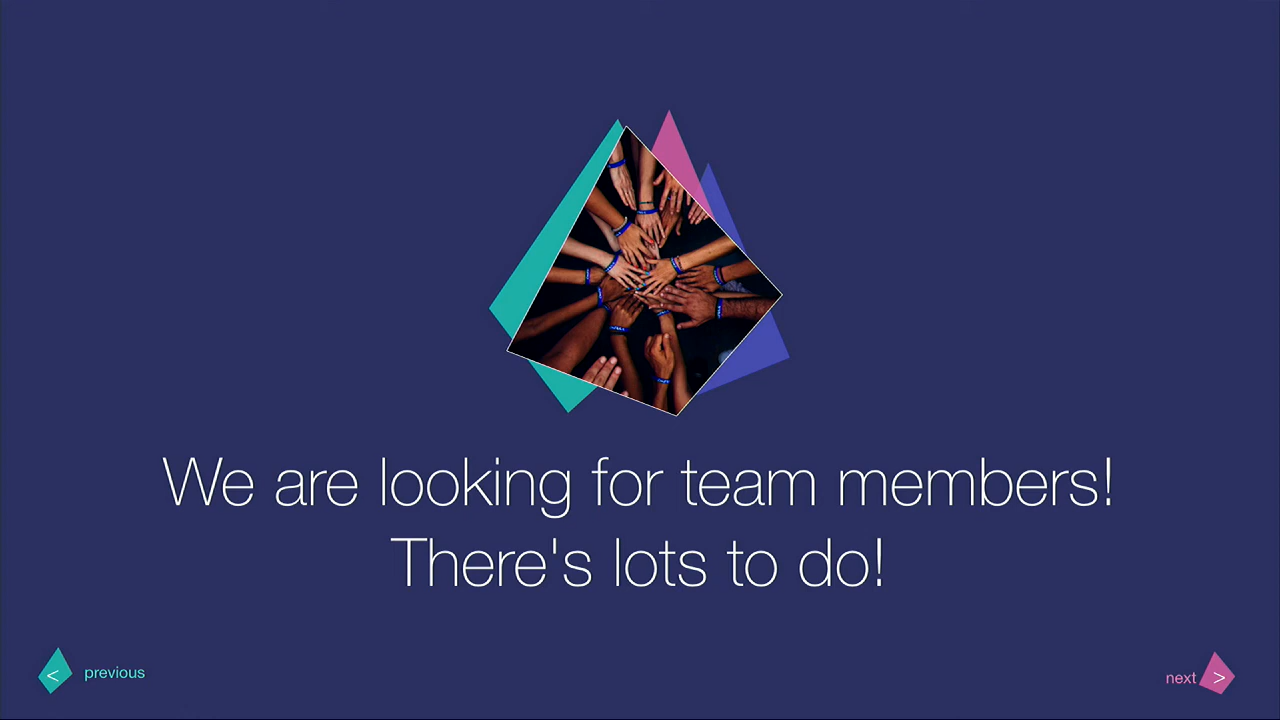 We are looking for team members!
There's lots to do!
< previous
next >